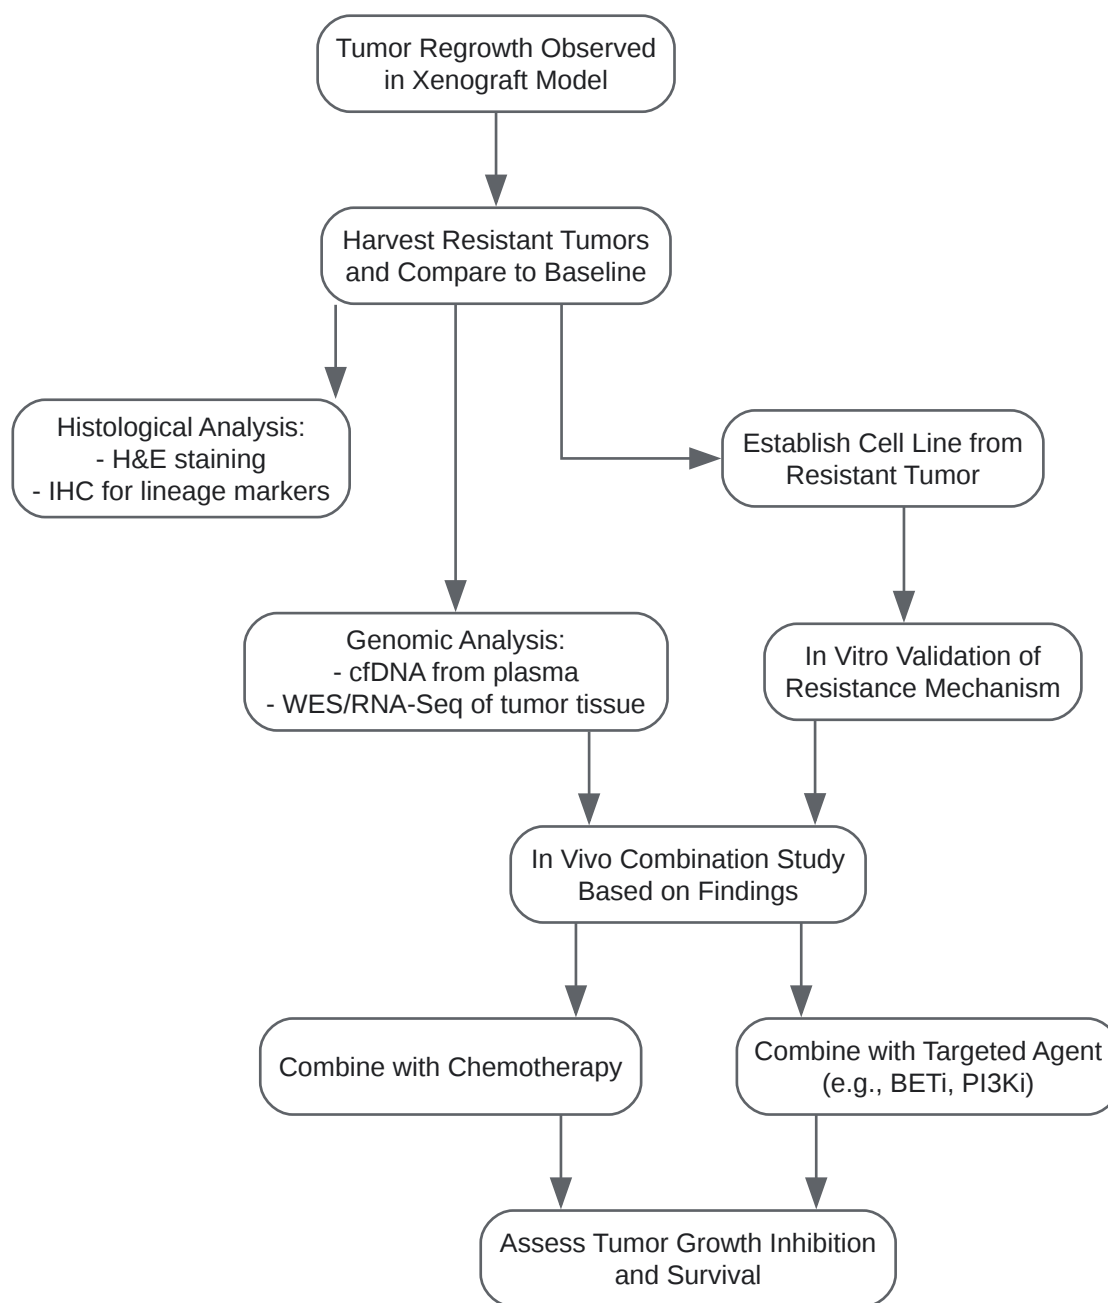 Tumor Regrowth Observed
in Xenograft Model
Harvest Resistant Tumors
and Compare to Baseline
Histological Analysis:
- H&E staining
- IHC for lineage markers
Establish Cell Line from
Resistant Tumor
Genomic Analysis:
- cfDNA from plasma
- WES/RNA-Seq of tumor tissue
In Vitro Validation of
Resistance Mechanism
In Vivo Combination Study
Based on Findings
Combine with Chemotherapy
Combine with Targeted Agent
(e.g., BETi, PI3Ki)
Assess Tumor Growth Inhibition
and Survival